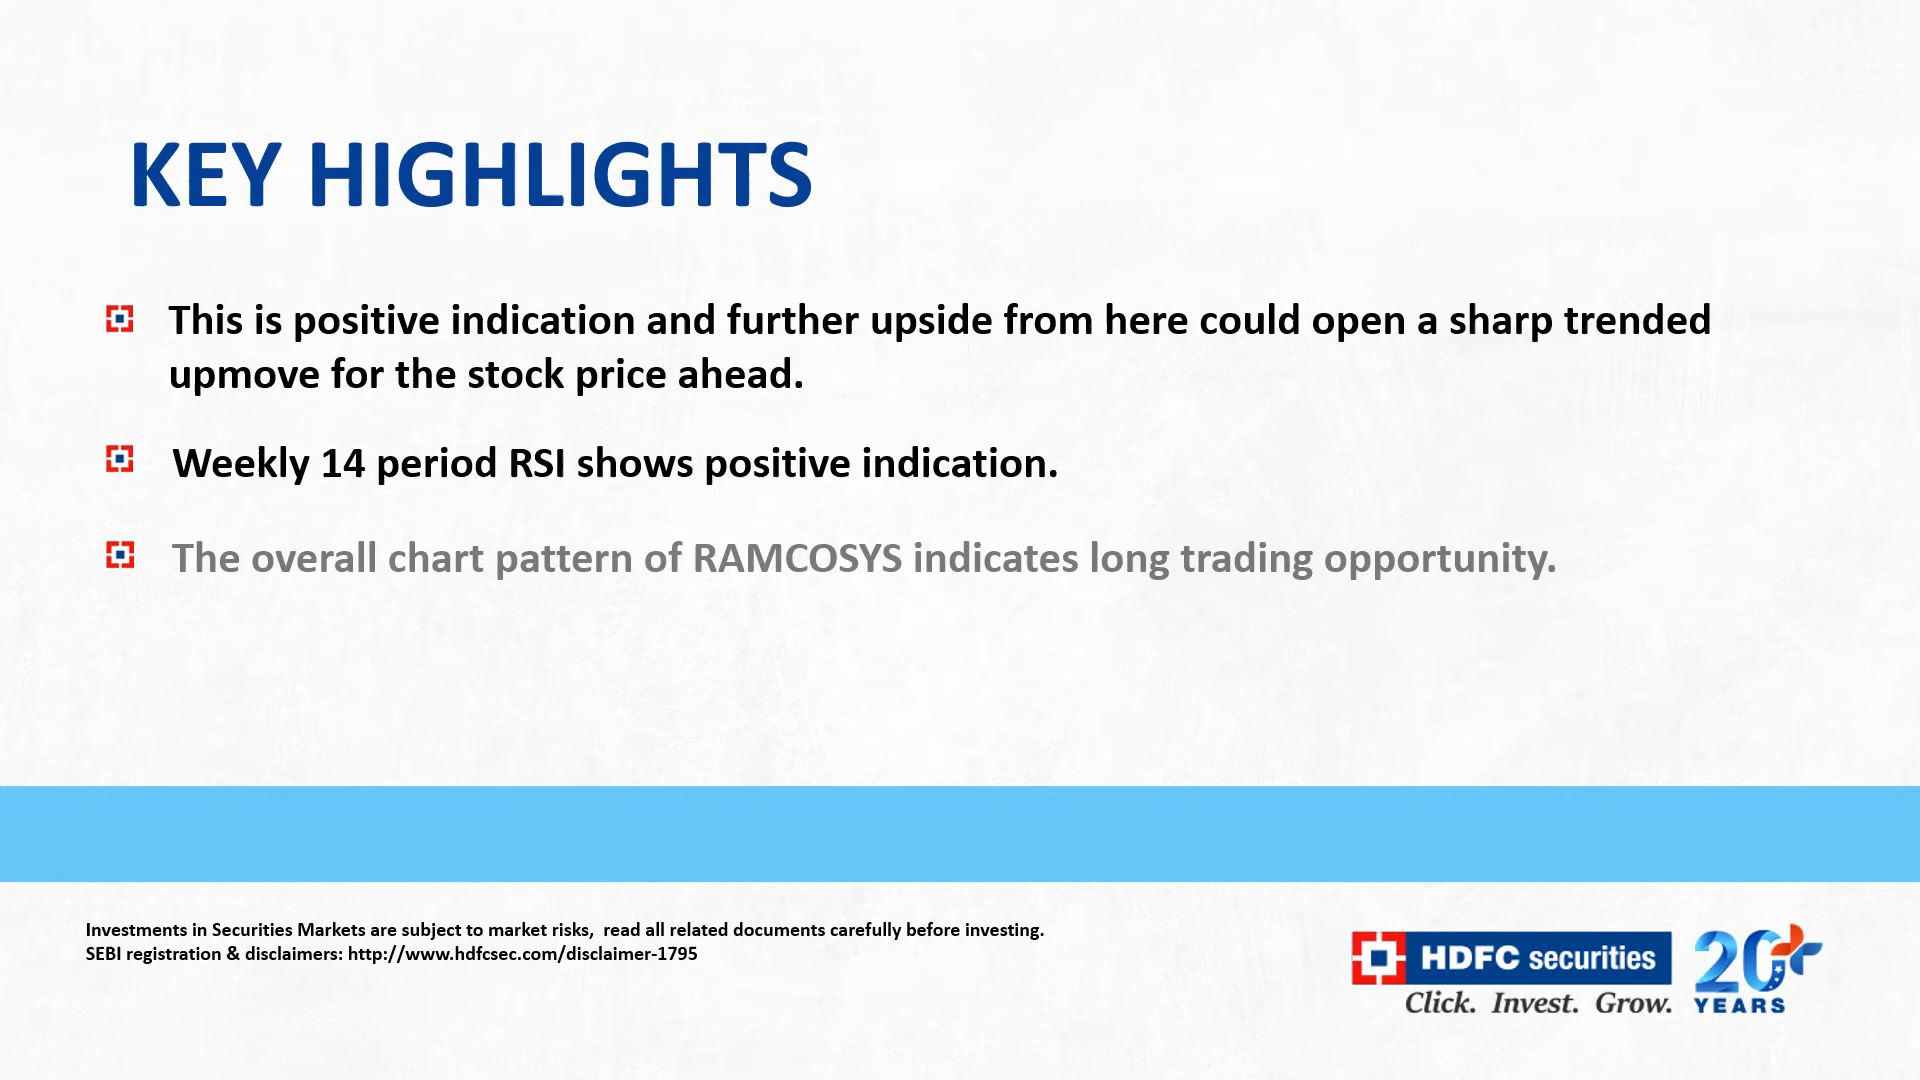 KEY HIGHLIGHTS
This is positive indication and further upside from here could open a sharp trended
upmove for the stock price ahead.
Weekly 14 period RSI shows positive indication.
The overall chart pattern of RAMCOSYS indicates long trading opportunity.
Investments in Securities Markets are subject to market risks,  read all related documents carefully before investing.
SEBI registration & disclaimers: http://www.hdfcsec.com/disclaimer-1795
HDFC securities
Click. Invest. Grow.
20+
YEARS